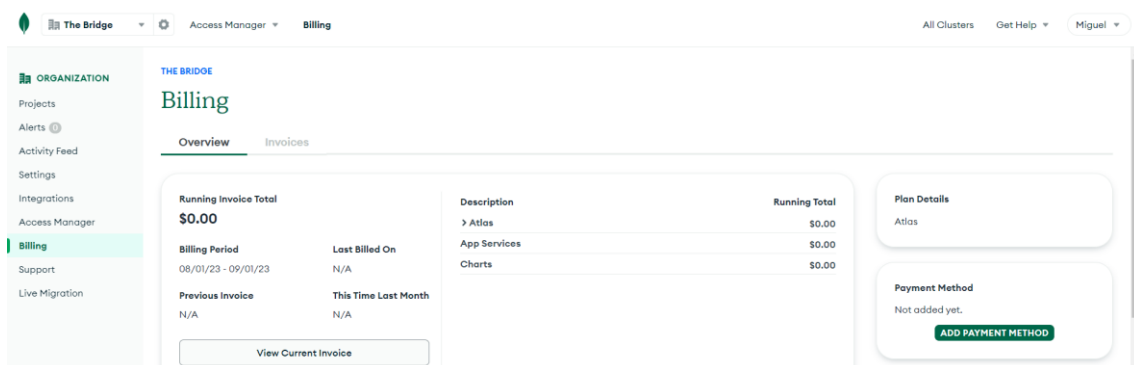 The Bridge
Access Manager
Billing
All Clusters
Get Help
Miguel
ORGANIZATION
Projects
Alerts 0
Activity Feed
Settings
Integrations
Access Manager
Billing
Support
Live Migration
THE BRIDGE
Billing
Overview
Invoices
Running Invoice Total
$0.00
Billing Period
Last Billed On
08/01/23 - 09/01/23
N/A
Previous Invoice
This Time Last Month
N/A
N/A
View Current Invoice
Description
Running Total
> Atlas
$0.00
App Services
$0.00
Charts
$0.00
Plan Details
Atlas
Payment Method
Not added yet.
ADD PAYMENT METHOD